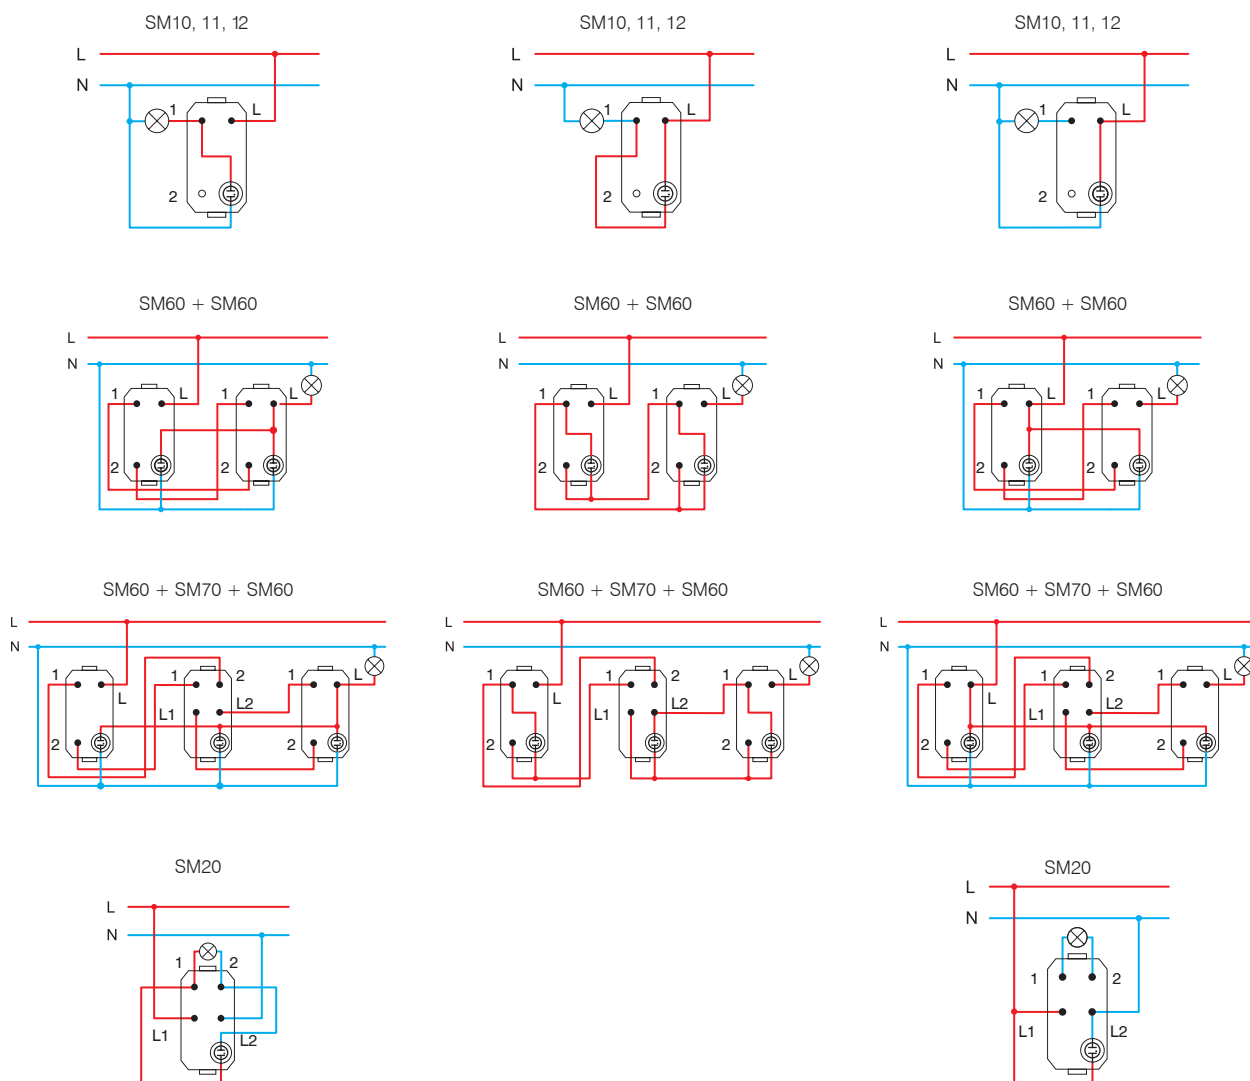 SM10, 11, 12
SM10, 11, 12
SM10, 11, 12
L
L
L
N
N
N
1 L
1 L
1 L
2
2
2
SM60 + SM60
SM60 + SM60
SM60 + SM60
L
L
L
N
N
N
1 L 1 L
1 L 1 L
1 L 1 L
2 2
2 2
2 2
SM60 + SM70 + SM60
SM60 + SM70 + SM60
SM60 + SM70 + SM60
L
L
L
N
N
N
1 1 2 1 L
1 1 2 1 L
1 1 2 1 L
L L2
L L1 L2
L L1 L2
L1
2 2
2 2
2 2
SM20
SM20
L
L
N
N
1 2
1 2
L1 L2
L1 L2